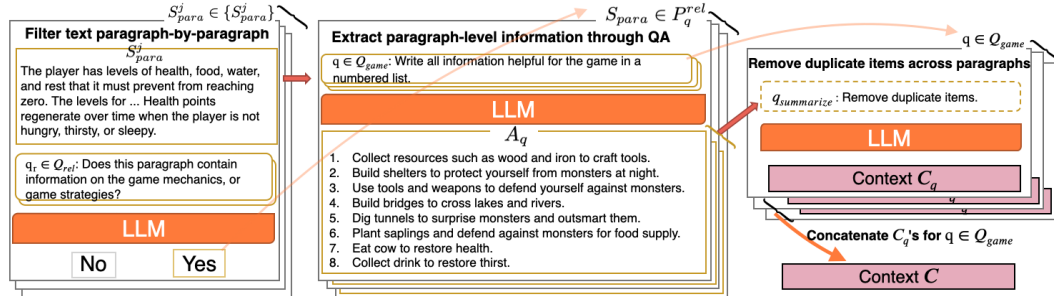 S^j_para ∈ {S^j_para}
Filter text paragraph-by-paragraph
S^j_para
The player has levels of health, food, water,
and rest that it must prevent from reaching
zero. The levels for ... Health points
regenerate over time when the player is not
hungry, thirsty, or sleepy.
q_r ∈ Q_rel: Does this paragraph contain
information on the game mechanics, or
game strategies?
LLM
No
Yes
S_para ∈ P_q^rel
Extract paragraph-level information through QA
q ∈ Q_game: Write all information helpful for the game in a
numbered list.
LLM
A_q
1. Collect resources such as wood and iron to craft tools.
2. Build shelters to protect yourself from monsters at night.
3. Use tools and weapons to defend yourself against monsters.
4. Build bridges to cross lakes and rivers.
5. Dig tunnels to surprise monsters and outsmart them.
6. Plant saplings and defend against monsters for food supply.
7. Eat cow to restore health.
8. Collect drink to restore thirst.
q ∈ Q_game
Remove duplicate items across paragraphs
q_summarize : Remove duplicate items.
LLM
Context C_q
Concatenate C_q's for q ∈ Q_game
Context C